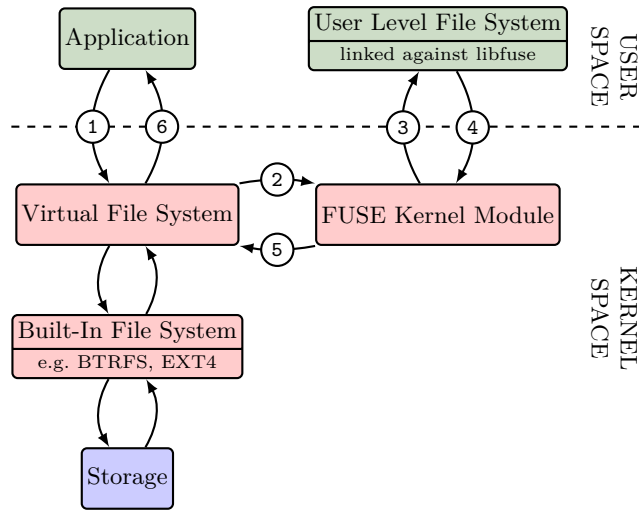 Application
User Level File System
linked against libfuse
USER
SPACE
1
6
3
4
Virtual File System
2
FUSE Kernel Module
5
KERNEL
SPACE
Built-In File System
e.g. BTRFS, EXT4
Storage